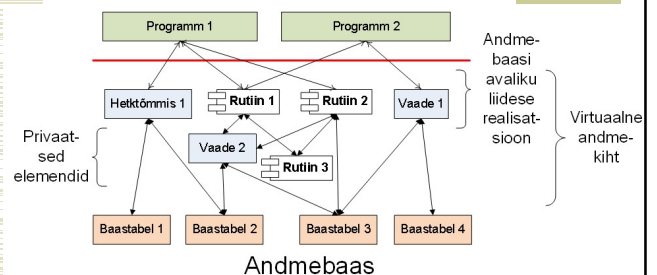 Programm 1
Programm 2
Andme-
baasi
avaliku
liidese
realisat-
sioon
Hetktõmmis 1
Rutiin 1
Rutiin 2
Vaade 1
Virtuaalne
andme-
kiht
Privaat-
sed
elemendid
Vaade 2
Rutiin 3
Baastabel 1
Baastabel 2
Baastabel 3
Baastabel 4
Andmebaas